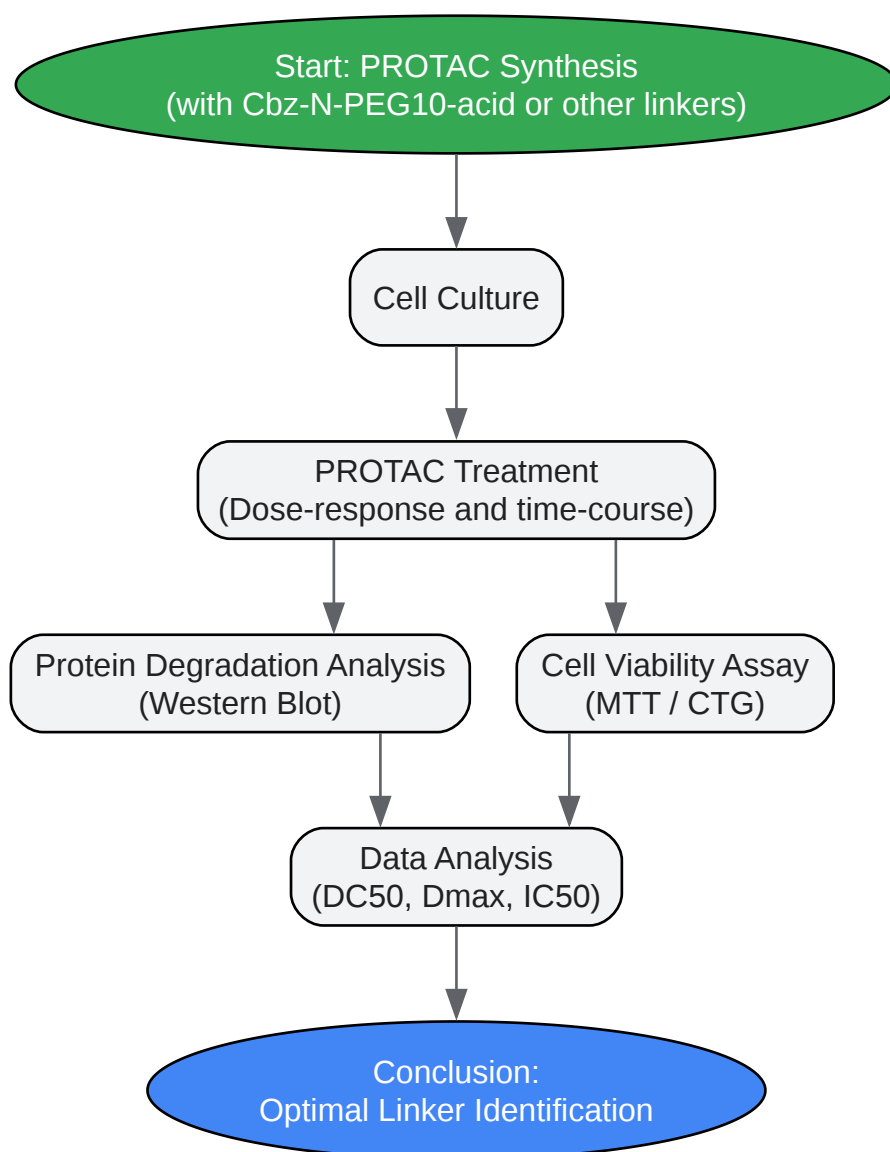 Start: PROTAC Synthesis
(with Cbz-N-PEG10-acid or other linkers)
Cell Culture
PROTAC Treatment
(Dose-response and time-course)
Protein Degradation Analysis
(Western Blot)
Cell Viability Assay
(MTT / CTG)
Data Analysis
(DC50, Dmax, IC50)
Conclusion:
Optimal Linker Identification